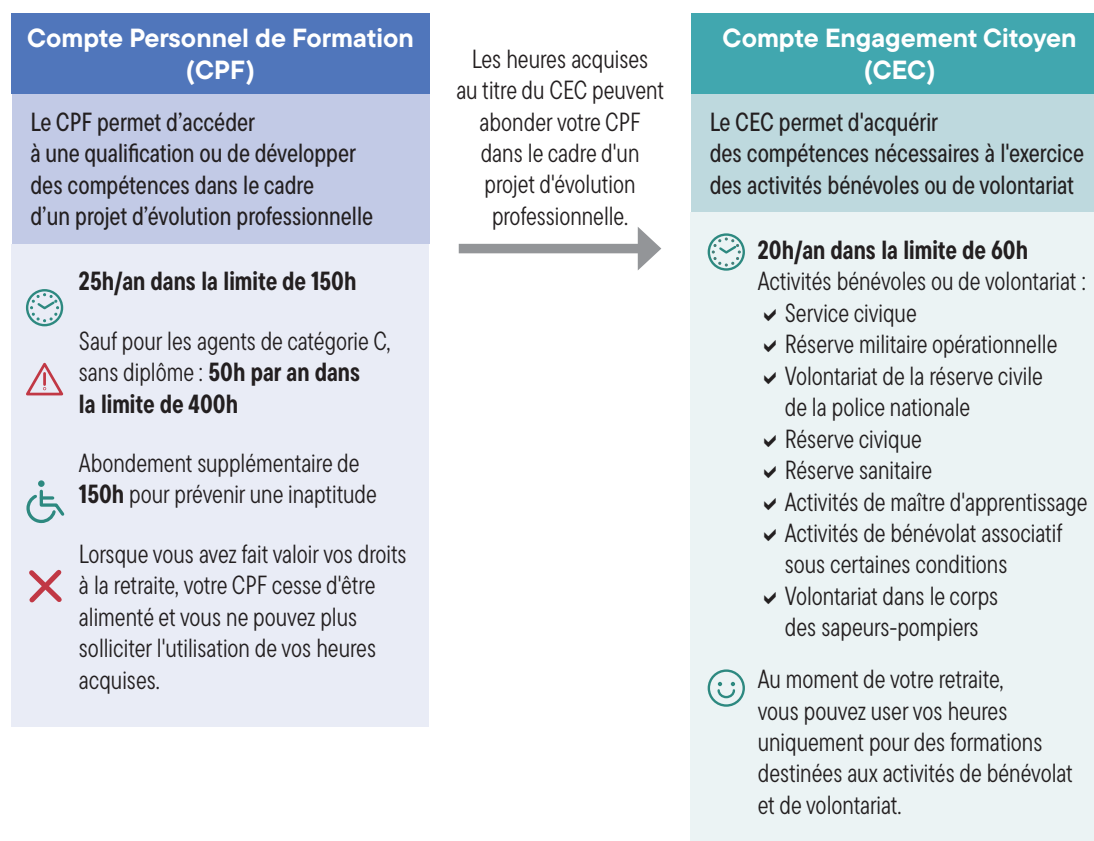 Compte Personnel de Formation
(CPF)
Le CPF permet d’accéder
à une qualification ou de développer
des compétences dans le cadre
d’un projet d’évolution professionnelle
25h/an dans la limite de 150h
Sauf pour les agents de catégorie C,
sans diplôme : 50h par an dans
la limite de 400h
Abondement supplémentaire de
150h pour prévenir une inaptitude
Lorsque vous avez fait valoir vos droits
à la retraite, votre CPF cesse d'être
alimenté et vous ne pouvez plus
solliciter l'utilisation de vos heures
acquises.
Les heures acquises
au titre du CEC peuvent
abonder votre CPF
dans le cadre d'un
projet d'évolution
professionnelle.
Compte Engagement Citoyen
(CEC)
Le CEC permet d'acquérir
des compétences nécessaires à l'exercice
des activités bénévoles ou de volontariat
20h/an dans la limite de 60h
Activités bénévoles ou de volontariat :
Service civique
Réserve militaire opérationnelle
Volontariat de la réserve civile
de la police nationale
Réserve civique
Réserve sanitaire
Activités de maître d'apprentissage
Activités de bénévolat associatif
sous certaines conditions
Volontariat dans le corps
des sapeurs-pompiers
Au moment de votre retraite,
vous pouvez user vos heures
uniquement pour des formations
destinées aux activités de bénévolat
et de volontariat.